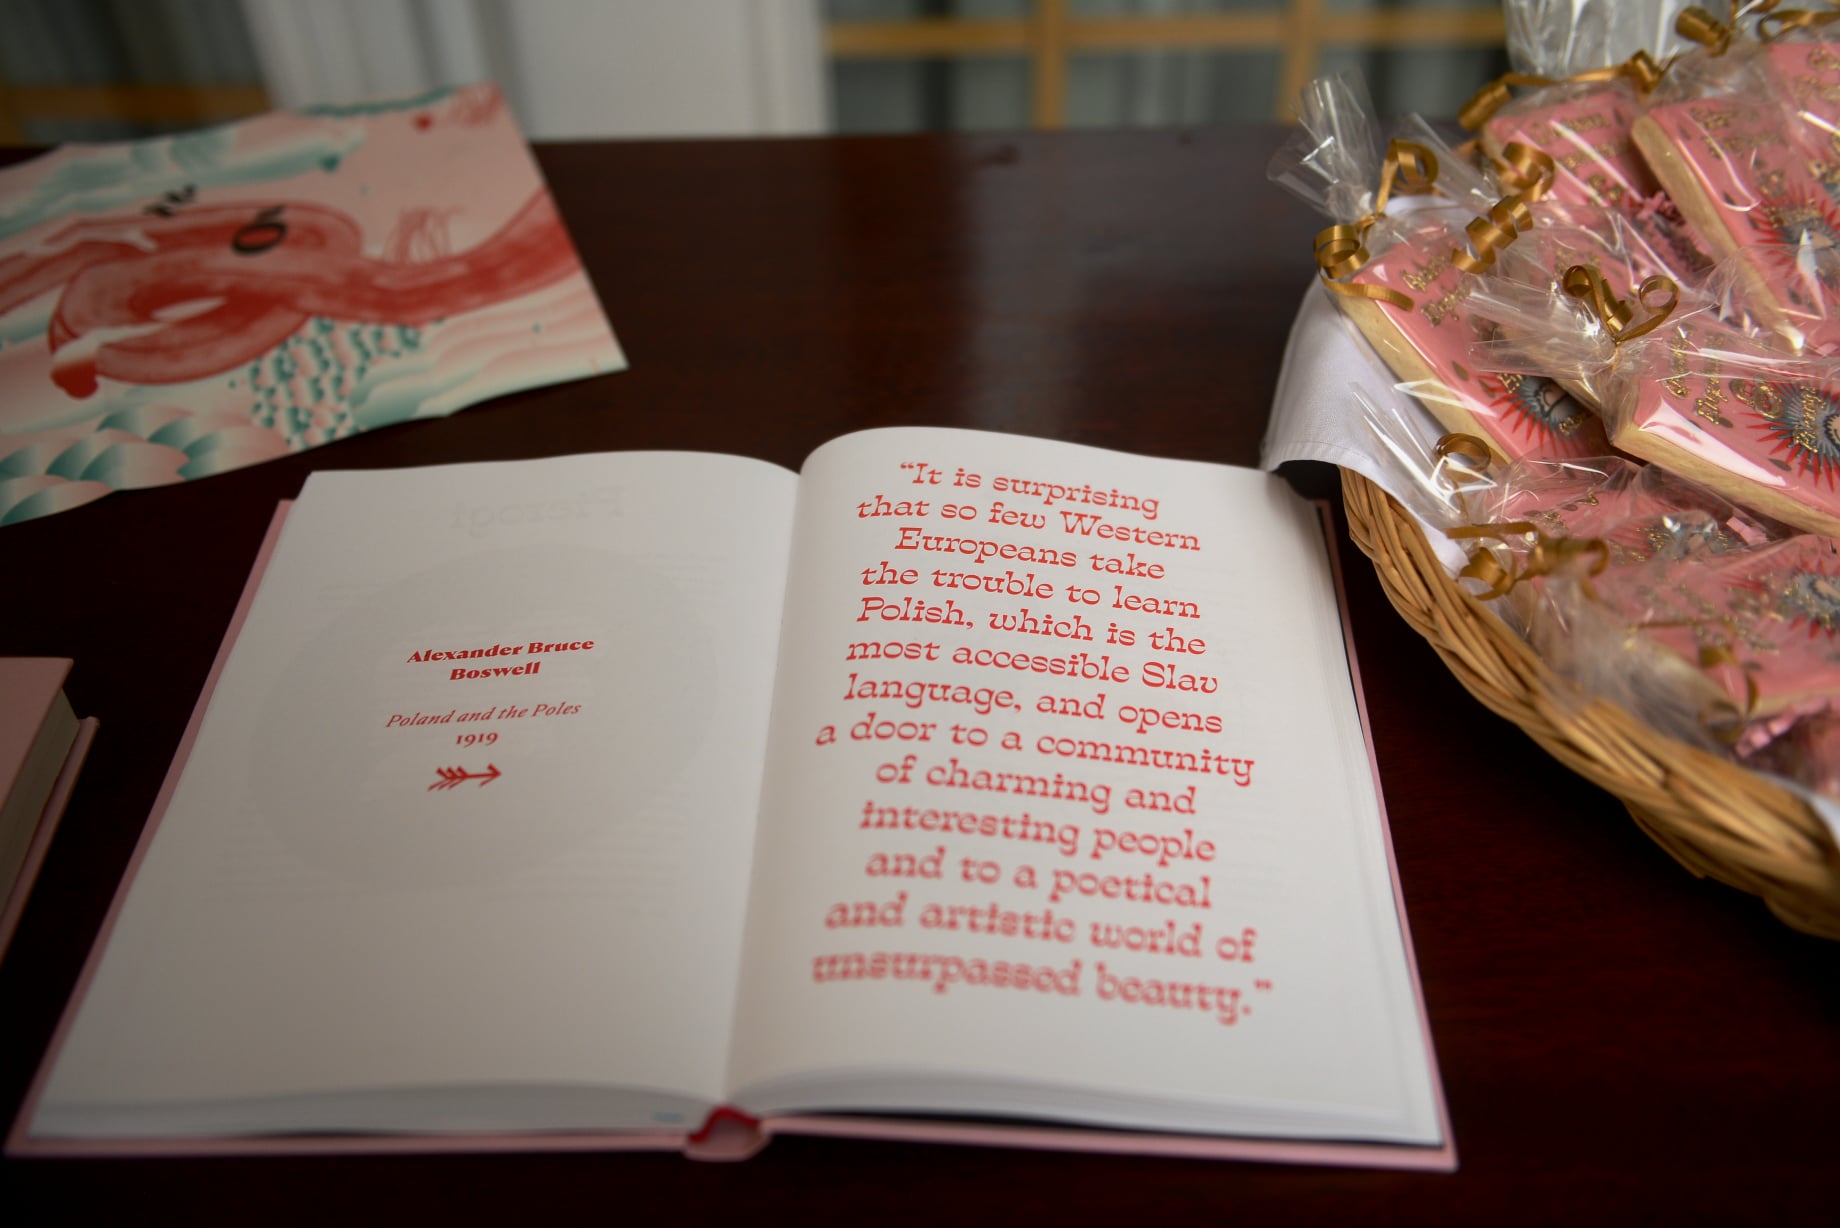 Alexander Bruce
Boswell
Poland and the Poles
1919
“It is surprising
that so few Western
Europeans take
the trouble to learn
Polish, which is the
most accessible Slav
language, and opens
a door to a community
of charming and
interesting people
and to a poetical
and artistic world of
unsurpassed beauty.”